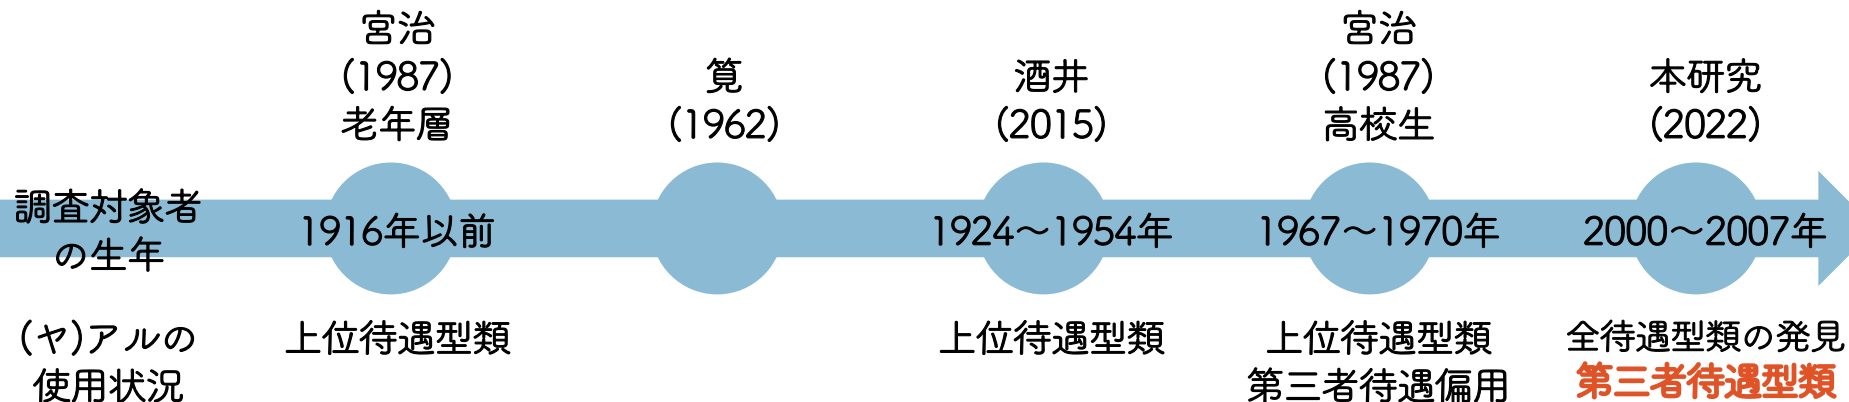 宮治
(1987)
老年層
筧
(1962)
酒井
(2015)
宮治
(1987)
高校生
本研究
(2022)
調査対象者
の生年
1916年以前
1924～1954年
1967～1970年
2000～2007年
(ヤ)アルの
使用状況
上位待遇型類
上位待遇型類
上位待遇型類
第三者待遇偏用
全待遇型類の発見
第三者待遇型類